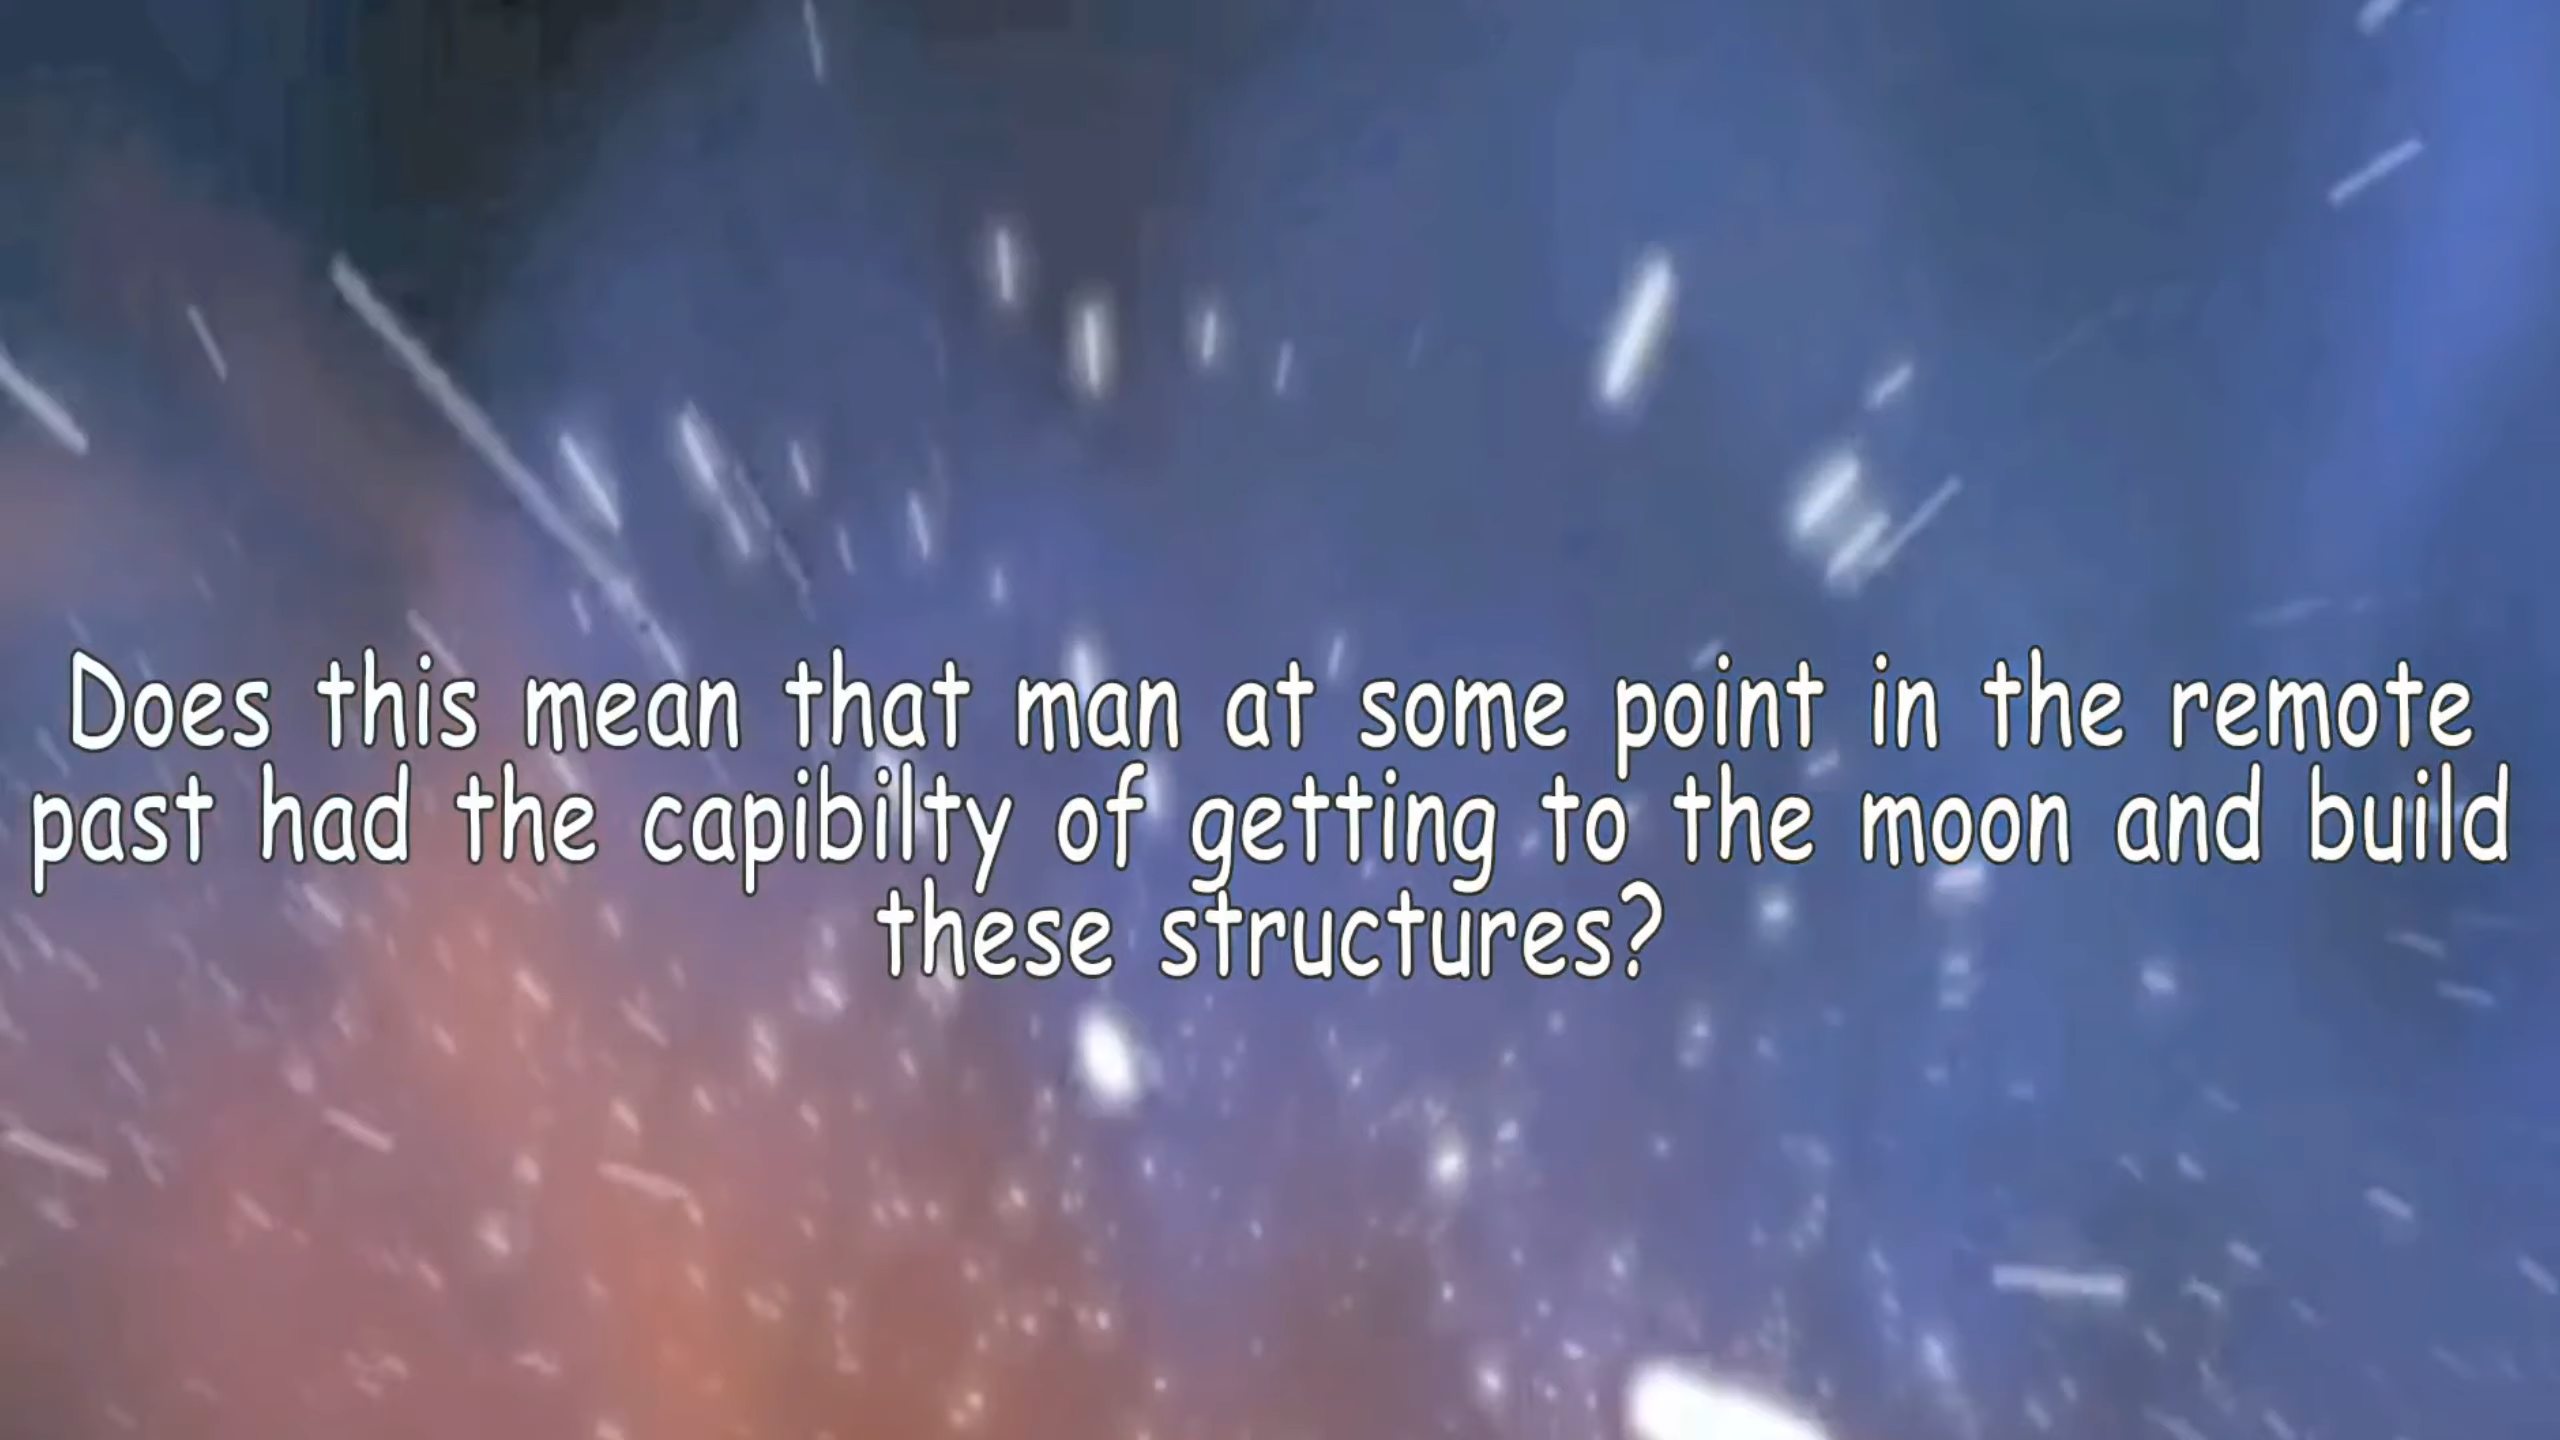 Does this mean that man at some point in the remote
past had the capibilty of getting to the moon and build
these structures?